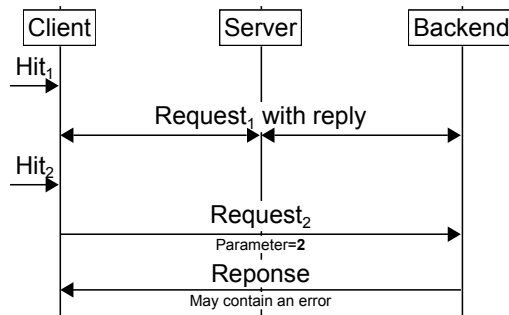 Client Server Backend
Hit₁
Request₁ with reply
Hit₂
Request₂
Parameter=2
Reponse
May contain an error